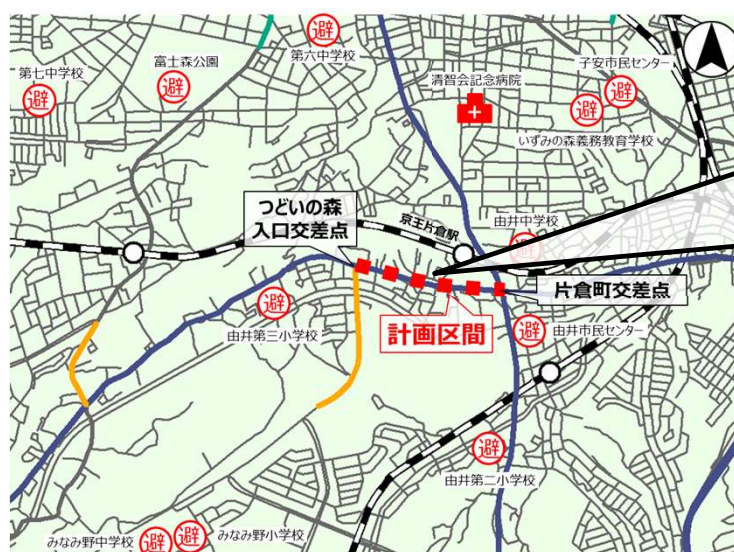 第六中学校
富士森公園
第七中学校
避
避
避
清智会記念病院
子安市民センター
避
避
いずみの森義務教育学校
つどいの森
入口交差点
京王片倉駅
由井中学校
避
片倉町交差点
避
由井第三小学校
計画区間
避
由井市民センター
避
由井第二小学校
みなみ野中学校
避
避
みなみ野小学校